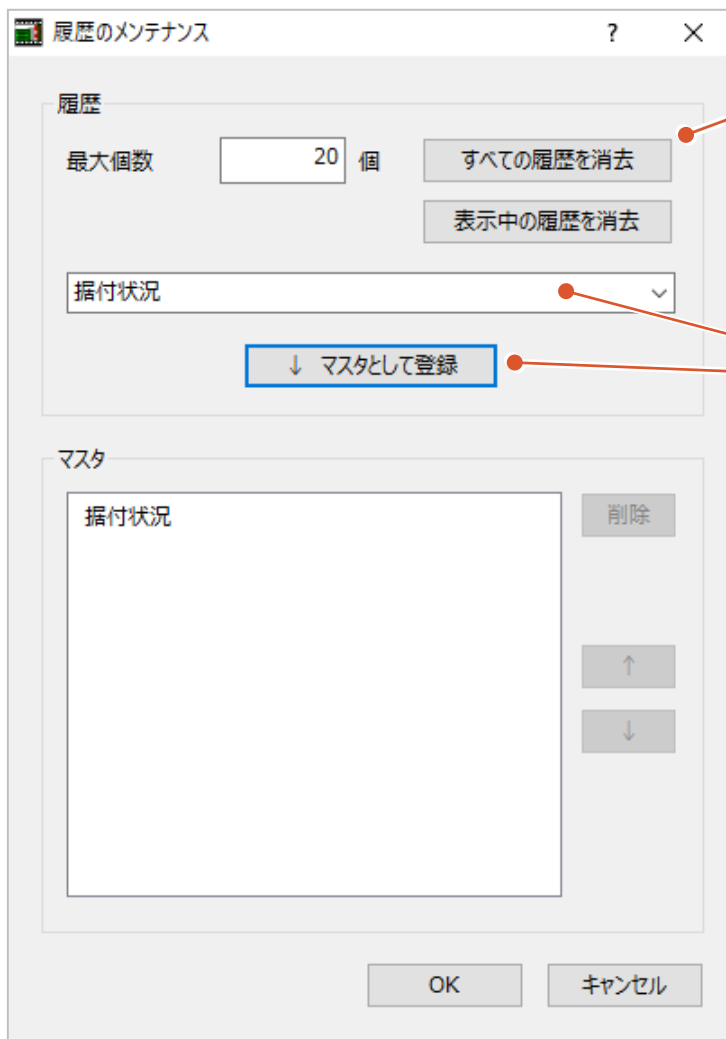 履歴のメンテナンス ? ×
履歴
最大個数 20 個 すべての履歴を消去
表示中の履歴を消去
据付状況
↓ マスタとして登録
マスタ
据付状況
削除
↑
↓
OK キャンセル